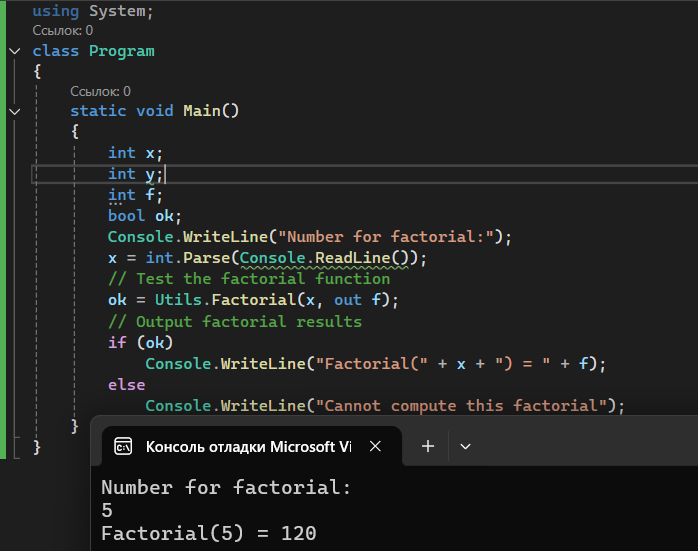 using System;
Ссылок: 0
class Program
{
Ссылок: 0
static void Main()
{
int x;
int y;
int f;
bool ok;
Console.WriteLine("Number for factorial:");
x = int.Parse(Console.ReadLine());
// Test the factorial function
ok = Utils.Factorial(x, out f);
// Output factorial results
if (ok)
Console.WriteLine("Factorial(" + x + ") = " + f);
else
Console.WriteLine("Cannot compute this factorial");
}
}
Консоль отладки Microsoft Vi
Number for factorial:
5
Factorial(5) = 120